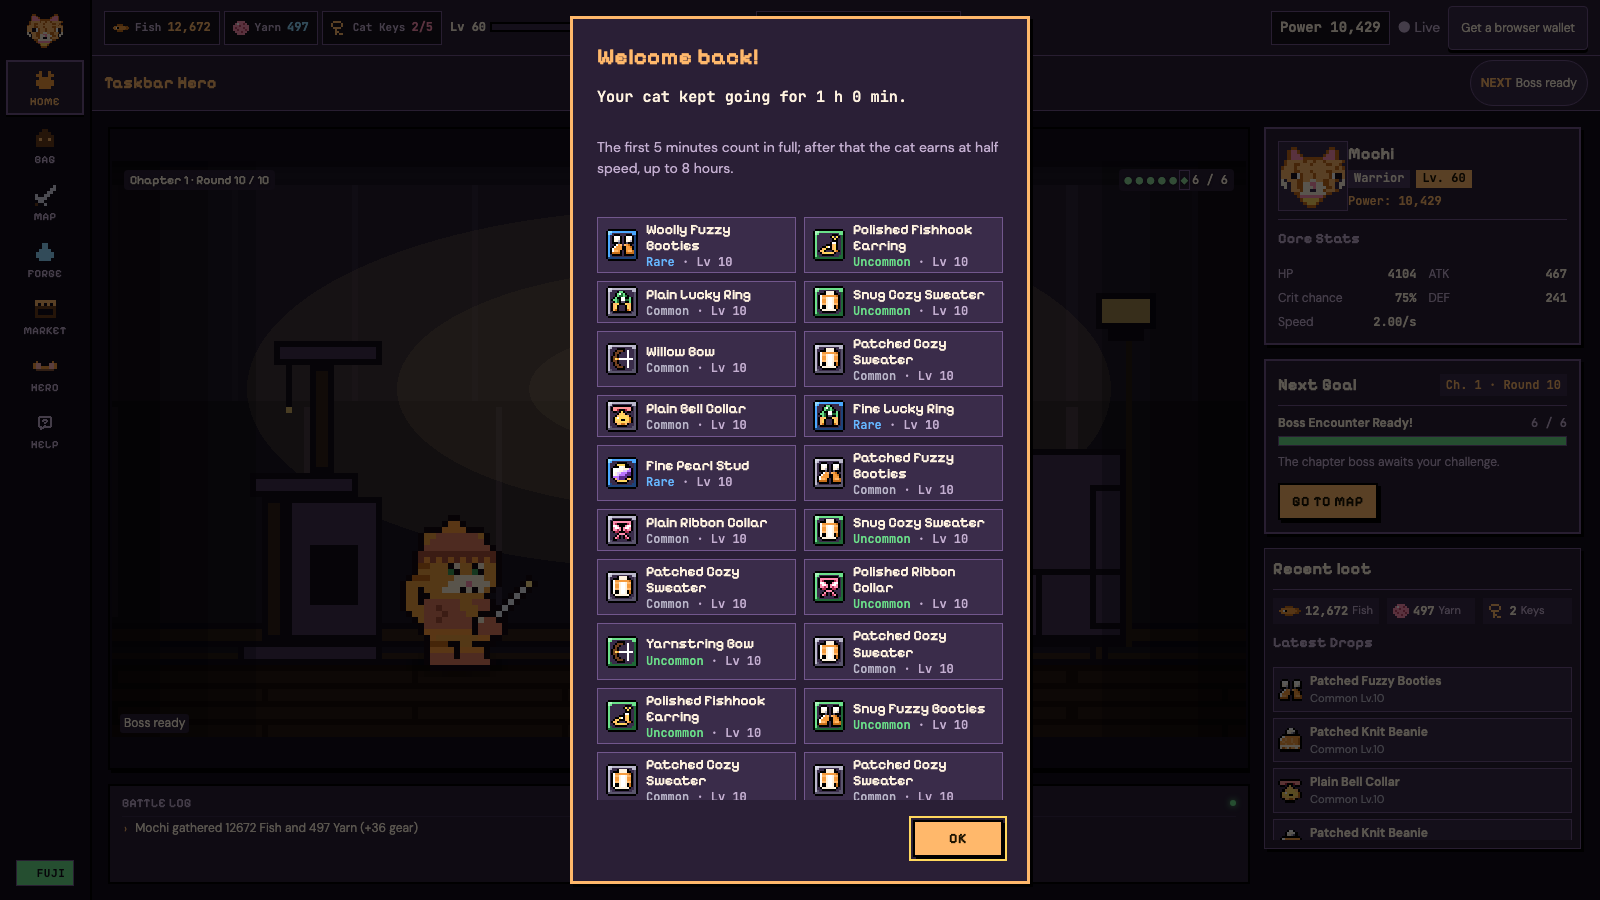 Fish 12,672
Yarn 497
Cat Keys 2/5
Lv 60
Power 10,429
Live
Get a browser wallet
HOME
BAG
MAP
FORGE
MARKET
HERO
HELP
FUJI
Taskbar Hero
NEXT Boss ready
Chapter 1 · Round 10 / 10
6 / 6
Boss ready
BATTLE LOG
› Mochi gathered 12672 Fish and 497 Yarn (+36 gear)
Welcome back!
Your cat kept going for 1 h 0 min.
The first 5 minutes count in full; after that the cat earns at half
speed, up to 8 hours.
Woolly Fuzzy
Booties
Rare · Lv 10
Polished Fishhook
Earring
Uncommon · Lv 10
Plain Lucky Ring
Common · Lv 10
Snug Cozy Sweater
Uncommon · Lv 10
Willow Bow
Common · Lv 10
Patched Cozy
Sweater
Common · Lv 10
Plain Bell Collar
Common · Lv 10
Fine Lucky Ring
Rare · Lv 10
Fine Pearl Stud
Rare · Lv 10
Patched Fuzzy
Booties
Common · Lv 10
Plain Ribbon Collar
Common · Lv 10
Snug Cozy Sweater
Uncommon · Lv 10
Patched Cozy
Sweater
Common · Lv 10
Polished Ribbon
Collar
Uncommon · Lv 10
Yarnstring Bow
Uncommon · Lv 10
Patched Cozy
Sweater
Common · Lv 10
Polished Fishhook
Earring
Uncommon · Lv 10
Snug Fuzzy Booties
Uncommon · Lv 10
Patched Cozy
Sweater
Common · Lv 10
Patched Cozy
Sweater
Common · Lv 10
OK
Mochi
Warrior Lv. 60
Power: 10,429
Core Stats
HP 4104 ATK 467
Crit chance 75% DEF 241
Speed 2.00/s
Next Goal Ch. 1 · Round 10
Boss Encounter Ready! 6 / 6
The chapter boss awaits your challenge.
GO TO MAP
Recent loot
12,672 Fish 497 Yarn 2 Keys
Latest Drops
Patched Fuzzy Booties
Common Lv.10
Patched Knit Beanie
Common Lv.10
Plain Bell Collar
Common Lv.10
Patched Knit Beanie